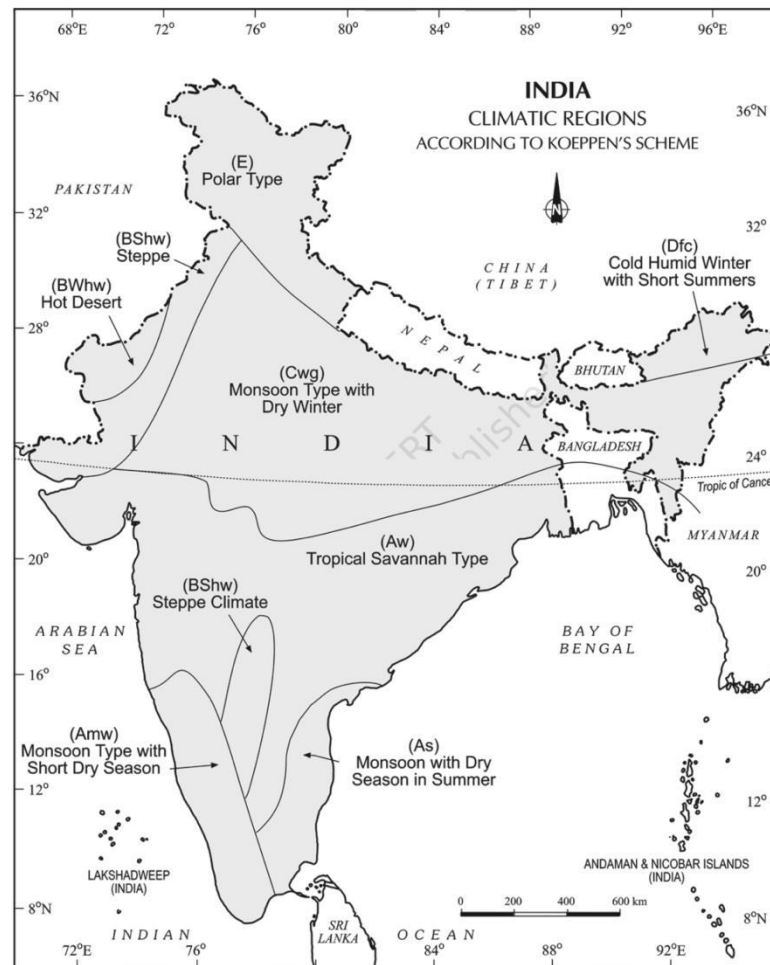 68°E 72° 76° 80° 84° 88° 92° 96°E
INDIA
CLIMATIC REGIONS
ACCORDING TO KOEPPEN'S SCHEME
36°N
36°N
N
(E)
Polar Type
PAKISTAN
32°
32°
(BShw)
Steppe
(BWhw)
Hot Desert
CHINA
(TIBET)
(Dfc)
Cold Humid Winter
with Short Summers
28°
28°
NEPAL
BHUTAN
(Cwg)
Monsoon Type with
Dry Winter
INDIA
BANGLADESH
24°
24°
Tropic of Cance
MYANMAR
(Aw)
Tropical Savannah Type
20°
20°
(BShw)
Steppe Climate
ARABIAN
SEA
BAY OF
BENGAL
16°
16°
(Amw)
Monsoon Type with
Short Dry Season
(As)
Monsoon with Dry
Season in Summer
12°
12°
LAKSHADWEEP
(INDIA)
ANDAMAN & NICOBAR ISLANDS
(INDIA)
0 200 400 600 km
8°N
8°N
SRI
LANKA
INDIAN OCEAN
72°E 76° 84° 88° 92°E